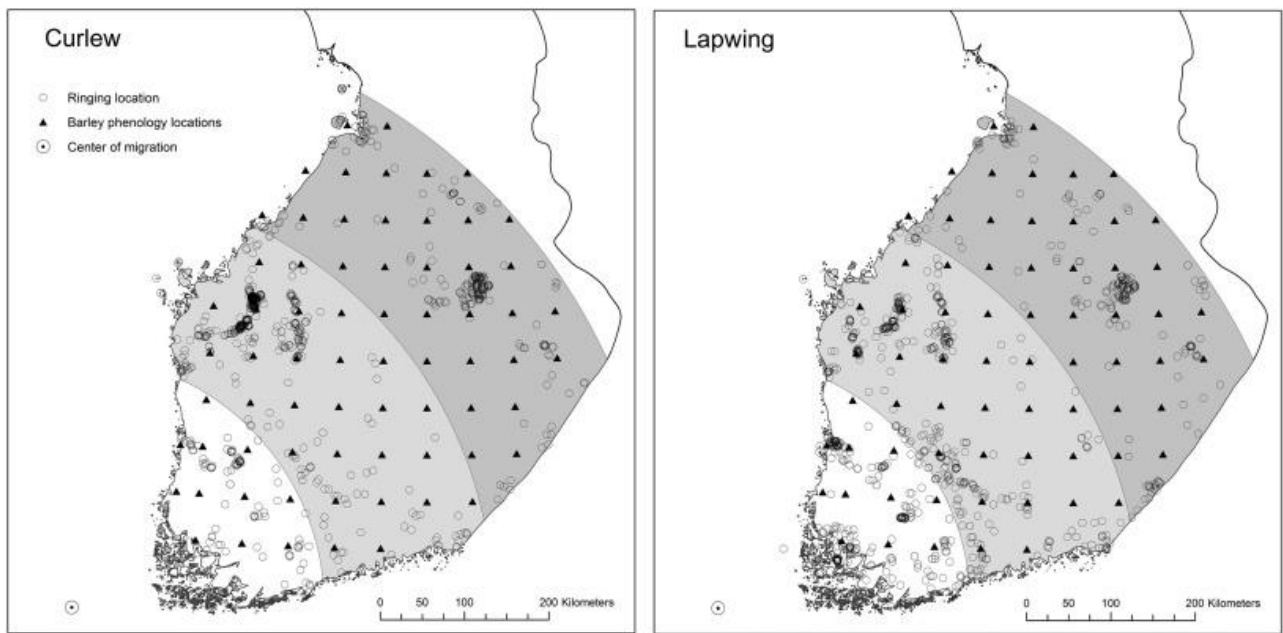 Curlew
Ringing location
Barley phenology locations
Center of migration
0 50 100 200 Kilometers
Lapwing
0 50 100 200 Kilometers